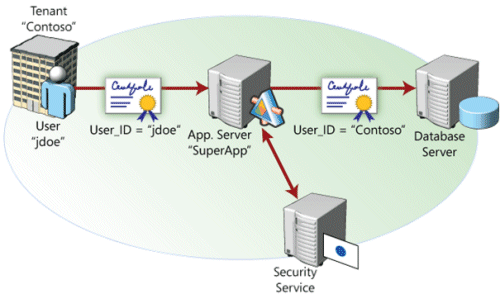 Tenant
"Contoso"
User
"jdoe"
User_ID = "jdoe"
App. Server
"SuperApp"
User_ID = "Contoso"
Database
Server
Security
Service